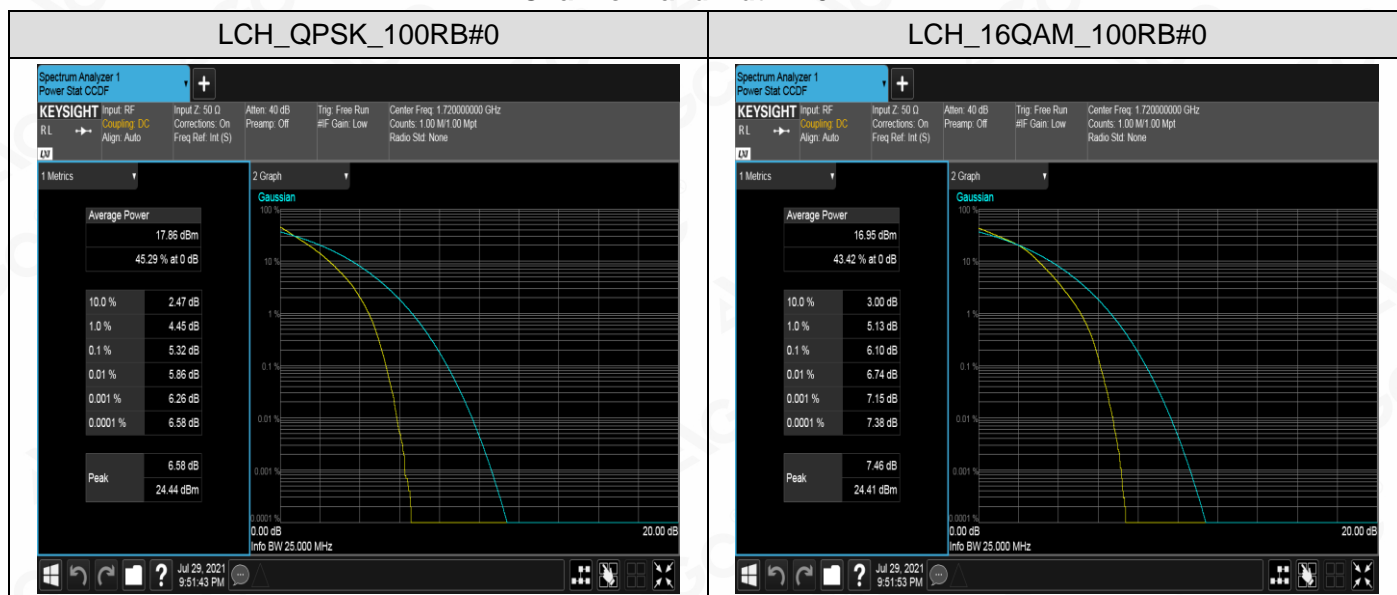 LCH_QPSK_100RB#0
LCH_16QAM_100RB#0
Spectrum Analyzer 1
Power Stat CCDF
+
KEYSIGHT
Input: RF
Coupling: DC
Align: Auto
Input Z: 50 Ω
Corrections: On
Freq Ref: Int (S)
Atten: 40 dB
Preamp: Off
Trig: Free Run
#IF Gain: Low
Center Freq: 1.720000000 GHz
Counts: 1.00 M/1.00 Mpt
Radio Std: None
R L
LXI
1 Metrics
Average Power
17.86 dBm
45.29 % at 0 dB
10.0 % 2.47 dB
1.0 % 4.45 dB
0.1 % 5.32 dB
0.01 % 5.86 dB
0.001 % 6.26 dB
0.0001 % 6.58 dB
Peak
6.58 dB
24.44 dBm
2 Graph
Gaussian
100 %
10 %
1 %
0.1 %
0.01 %
0.001 %
0.0001 %
0.00 dB 20.00 dB
Info BW 25.000 MHz
?
Jul 29, 2021
9:51:43 PM
Spectrum Analyzer 1
Power Stat CCDF
+
KEYSIGHT
Input: RF
Coupling: DC
Align: Auto
Input Z: 50 Ω
Corrections: On
Freq Ref: Int (S)
Atten: 40 dB
Preamp: Off
Trig: Free Run
#IF Gain: Low
Center Freq: 1.720000000 GHz
Counts: 1.00 M/1.00 Mpt
Radio Std: None
R L
LXI
1 Metrics
Average Power
16.95 dBm
43.42 % at 0 dB
10.0 % 3.00 dB
1.0 % 5.13 dB
0.1 % 6.10 dB
0.01 % 6.74 dB
0.001 % 7.15 dB
0.0001 % 7.38 dB
Peak
7.46 dB
24.41 dBm
2 Graph
Gaussian
100 %
10 %
1 %
0.1 %
0.01 %
0.001 %
0.0001 %
0.00 dB 20.00 dB
Info BW 25.000 MHz
?
Jul 29, 2021
9:51:53 PM